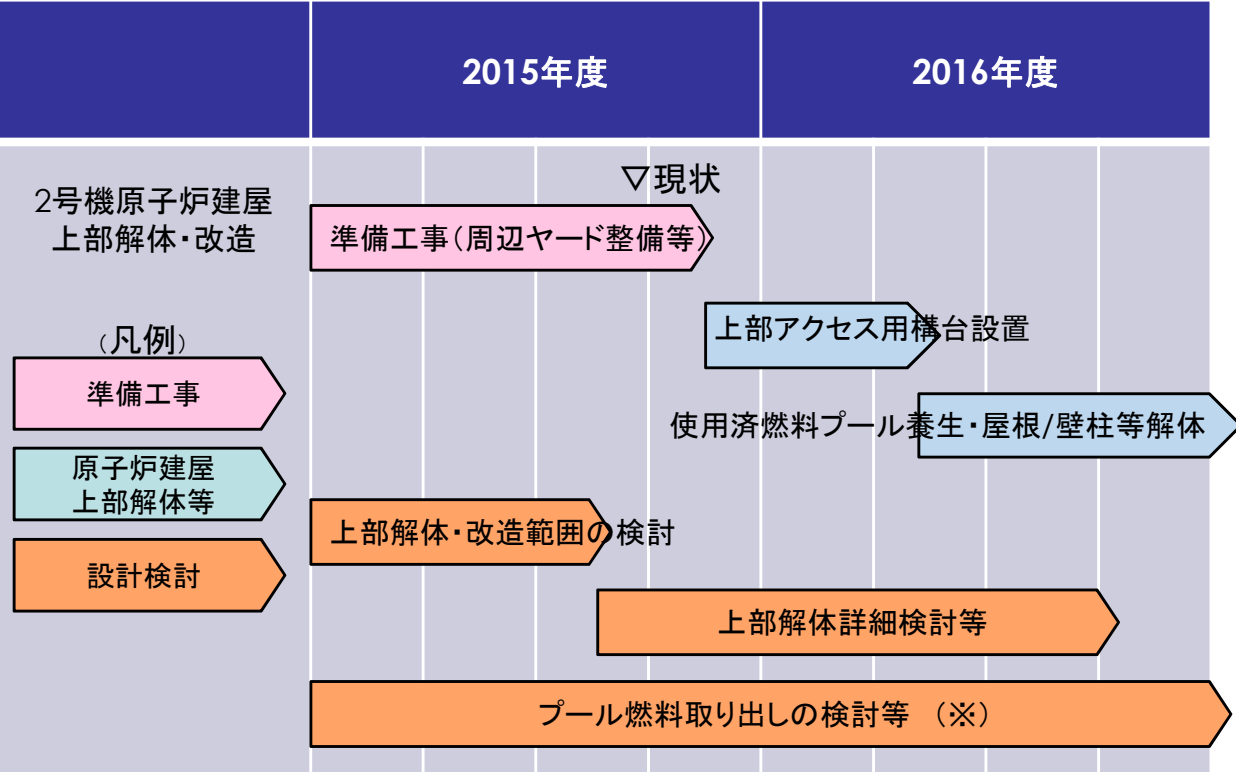 2015年度
2016年度
2号機原子炉建屋
上部解体・改造
▽現状
準備工事（周辺ヤード整備等）
上部アクセス用構台設置
使用済燃料プール養生・屋根/壁柱等解体
上部解体・改造範囲の検討
上部解体詳細検討等
プール燃料取り出しの検討等　（※）
（凡例）
準備工事
原子炉建屋
上部解体等
設計検討